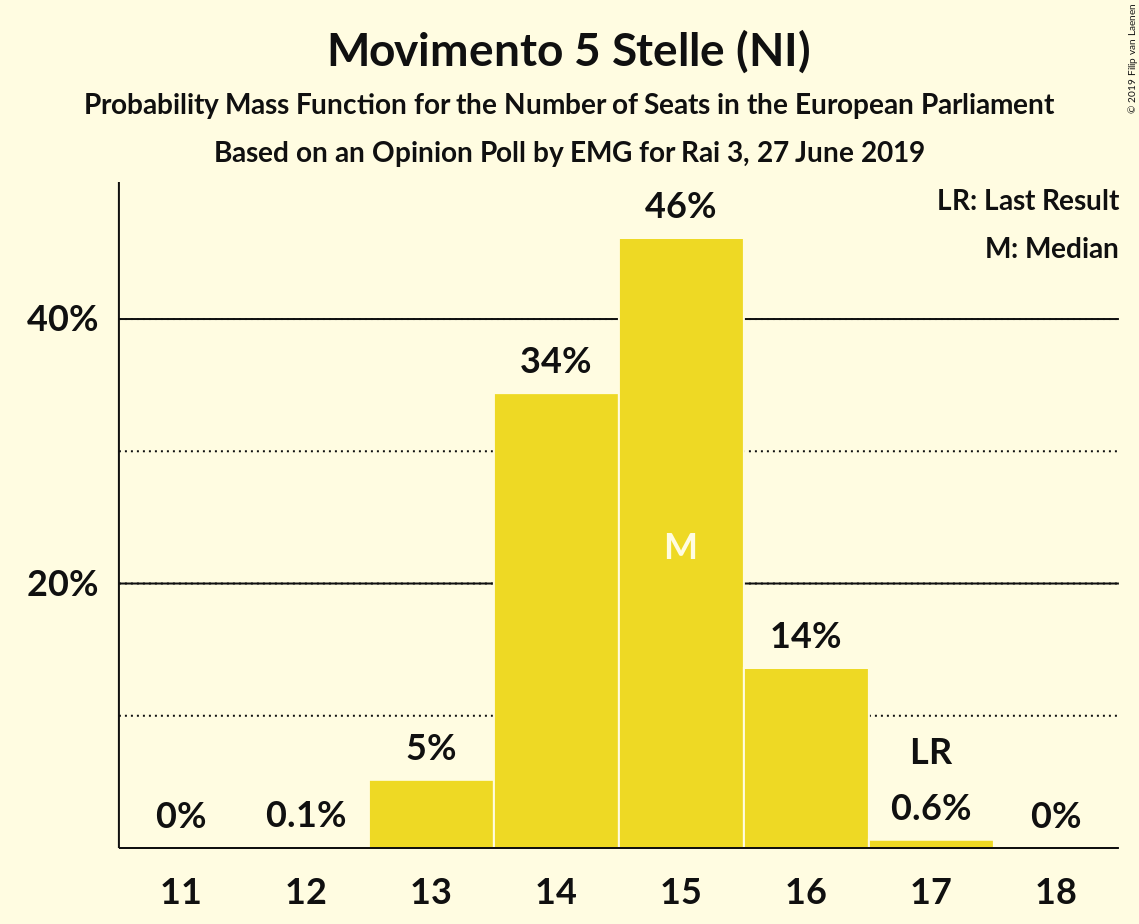 Movimento 5 Stelle (NI)
Probability Mass Function for the Number of Seats in the European Parliament
Based on an Opinion Poll by EMG for Rai 3, 27 June 2019
© 2019 Filip van Laenen
LR: Last Result
M: Median
46%
40%
34%
M
20%
14%
5%
LR
0%
0.1%
0.6%
0%
11 12 13 14 15 16 17 18